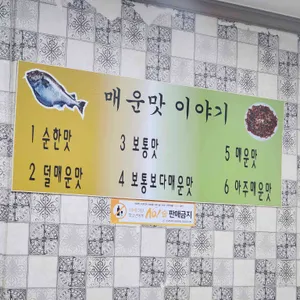 매운맛 이야기
1 순한맛
2 덜매운맛
3 보통맛
4 보통보다매운맛
5 매운맛
6 아주매운맛
판매금지